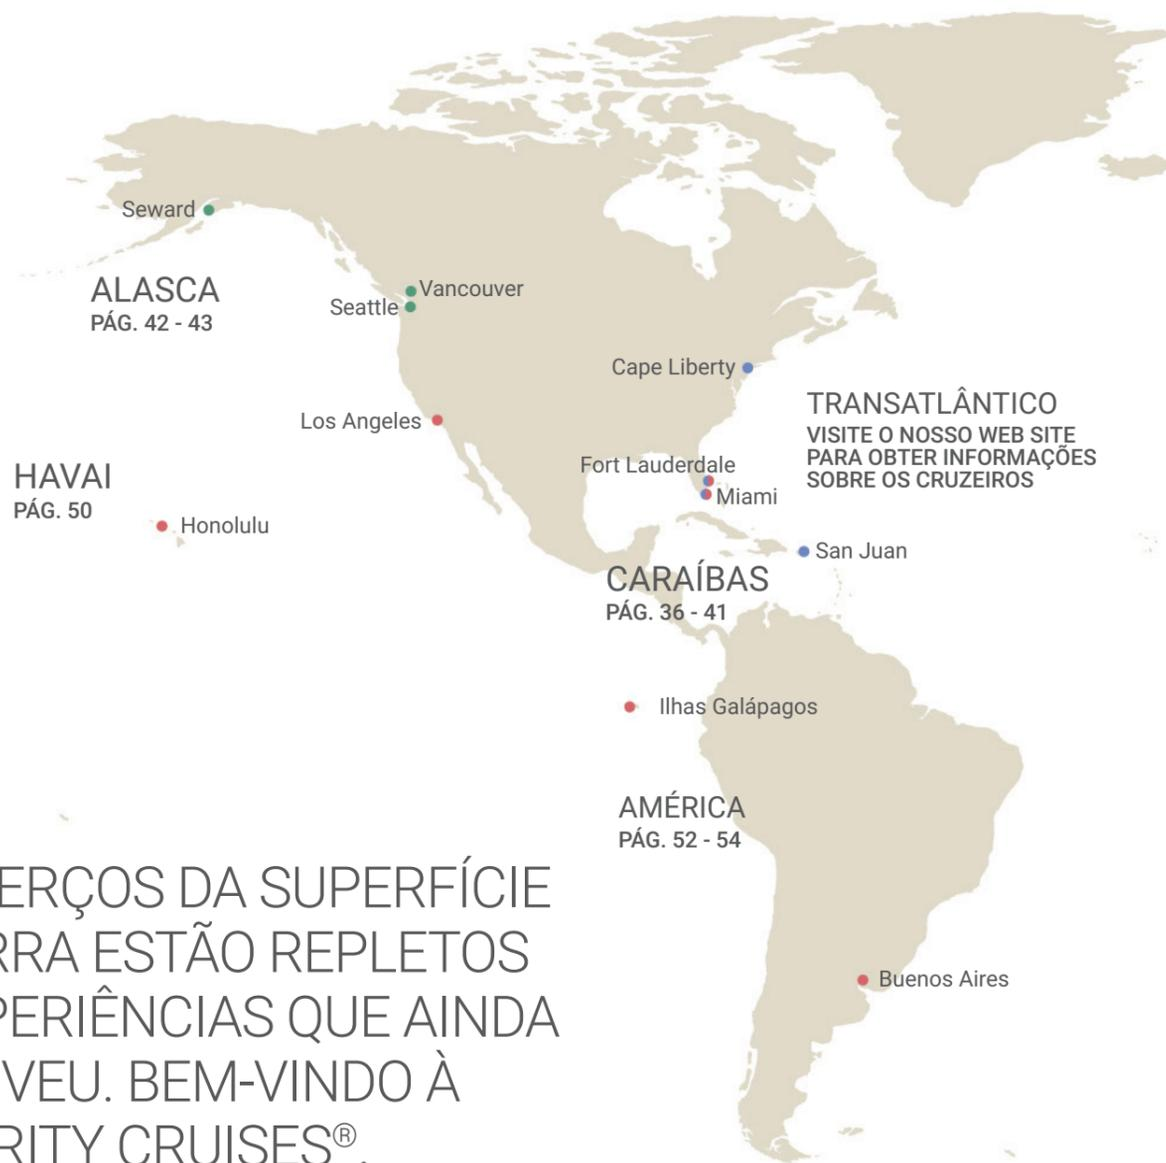 Seward
ALASCA
PÁG. 42 - 43
Vancouver
Seattle
Cape Liberty
TRANSATLÂNTICO
VISITE O NOSSO WEB SITE
PARA OBTER INFORMAÇÕES
SOBRE OS CRUZEIROS
Los Angeles
HAVAI
PÁG. 50
Fort Lauderdale
Miami
Honolulu
San Juan
CARAÍBAS
PÁG. 36 - 41
Ilhas Galápagos
AMÉRICA
PÁG. 52 - 54
ERÇOS DA SUPERFÍCIE
RRA ESTÃO REPLETOS
PERIÊNCIAS QUE AINDA
VEU. BEM-VINDO À
RITY CRUISES®.
Buenos Aires